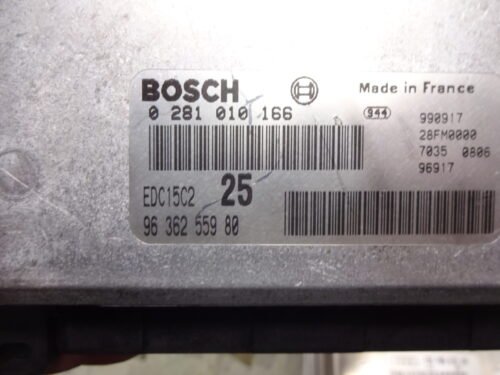 BOSCH
Made in France
0 281 010 166
944 990917
28FM0000
7035 0806
96917
EDC15C2 25
96 362 559 80